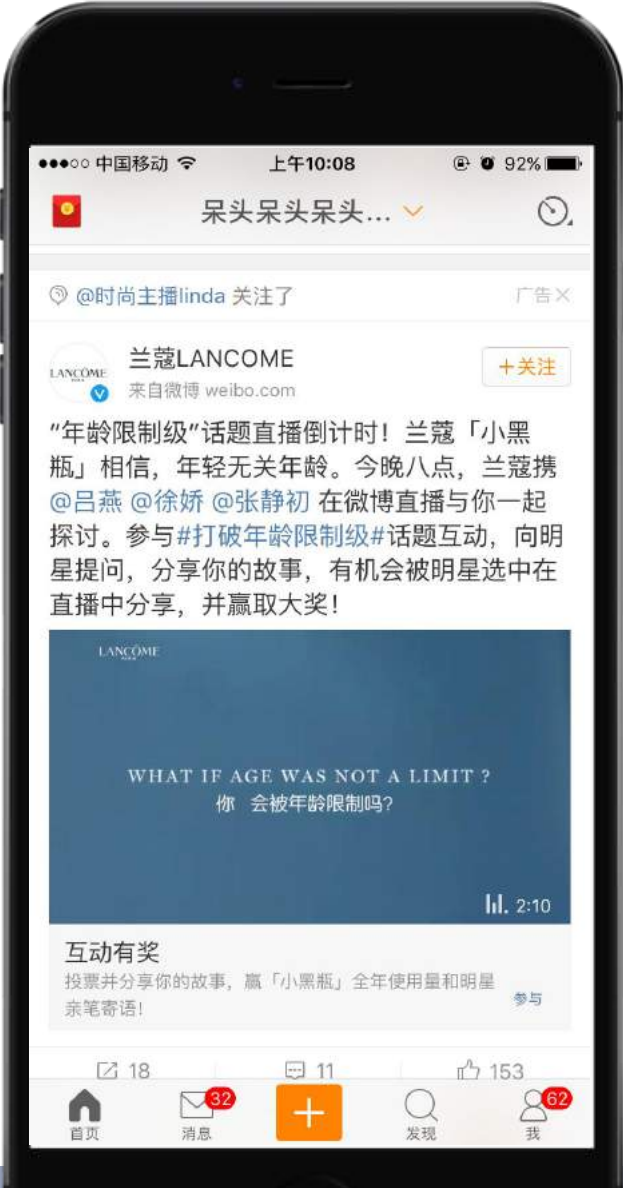 中国移动 上午10:08 92%
呆头呆头呆头...
@时尚主播linda 关注了 广告
兰蔻LANCOME
LANCÔME
+关注
来自微博 weibo.com
“年龄限制级”话题直播倒计时！兰蔻「小黑
瓶」相信，年轻无关年龄。今晚八点，兰蔻携
@吕燕 @徐娇 @张静初 在微博直播与你一起
探讨。参与#打破年龄限制级#话题互动，向明
星提问，分享你的故事，有机会被明星选中在
直播中分享，并赢取大奖！
LANCÔME
WHAT IF AGE WAS NOT A LIMIT ?
你 会被年龄限制吗?
2:10
互动有奖
投票并分享你的故事，赢「小黑瓶」全年使用量和明星
亲笔寄语!
参与
18 11 153
32 62
首页 消息 发现 我